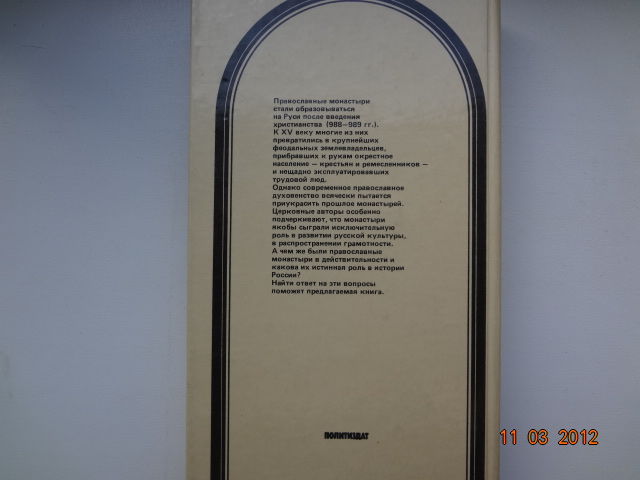 Православные монастыри
стали образовываться
на Руси после введения
христианства (988—989 гг.).
К XV веку многие из них
превратились в крупнейших
феодальных землевладельцев,
прибравших к рукам окрестное
население — крестьян и ремесленников —
и нещадно эксплуатировавших
трудовой люд.
Однако современное православное
духовенство всячески пытается
приукрасить прошлое монастырей.
Церковные авторы особенно
подчеркивают, что монастыри
якобы сыграли исключительную
роль в развитии русской культуры,
в распространении грамотности.
А чем же были православные
монастыри в действительности и
какова их истинная роль в истории
России?
Найти ответ на эти вопросы
поможет предлагаемая книга.
ПОЛИТИЗДАТ
11 03 2012